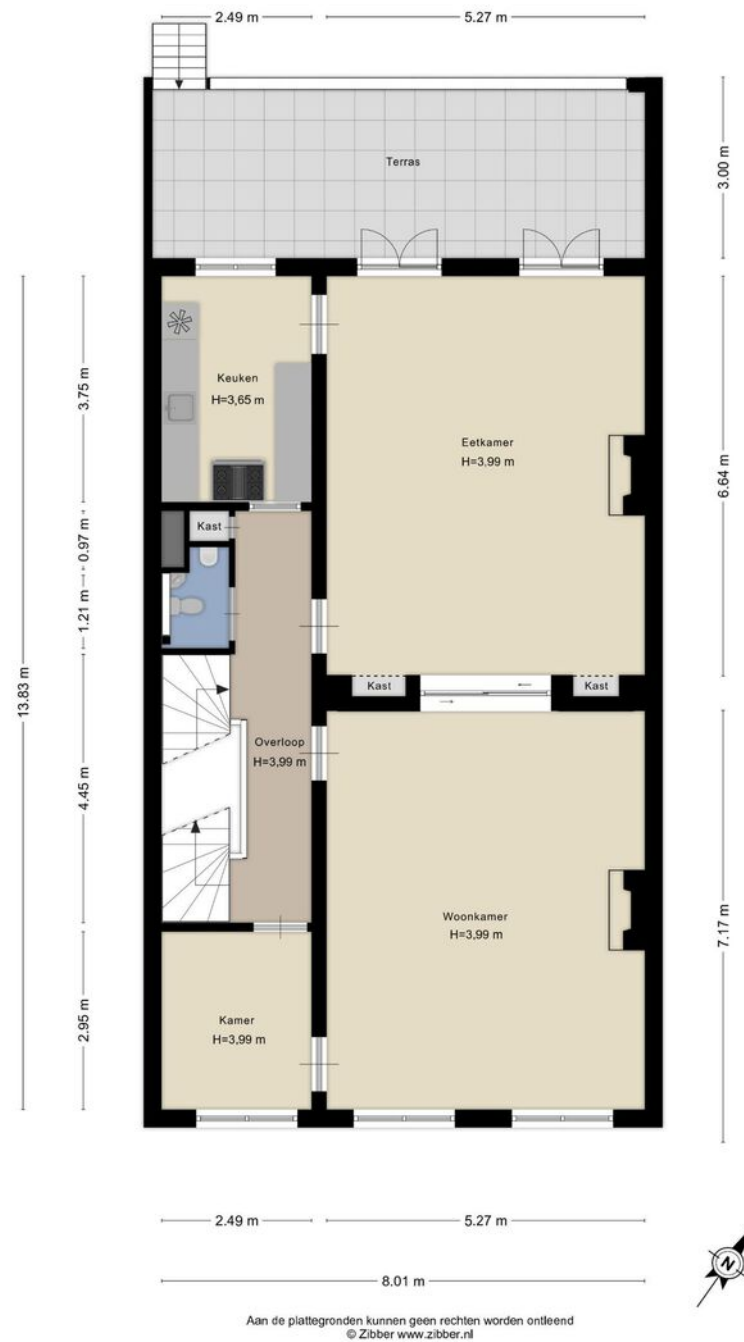 2.49 m
5.27 m
Terras
3.00 m
Keuken
H=3,65 m
3.75 m
Eetkamer
H=3,99 m
6.64 m
Kast
0.97 m
1.21 m
Kast
Kast
13.83 m
Overloop
H=3,99 m
4.45 m
Woonkamer
H=3,99 m
7.17 m
Kamer
H=3,99 m
2.95 m
2.49 m
5.27 m
8.01 m
N
Aan de plattegronden kunnen geen rechten worden ontleend
© Zibber www.zibber.nl